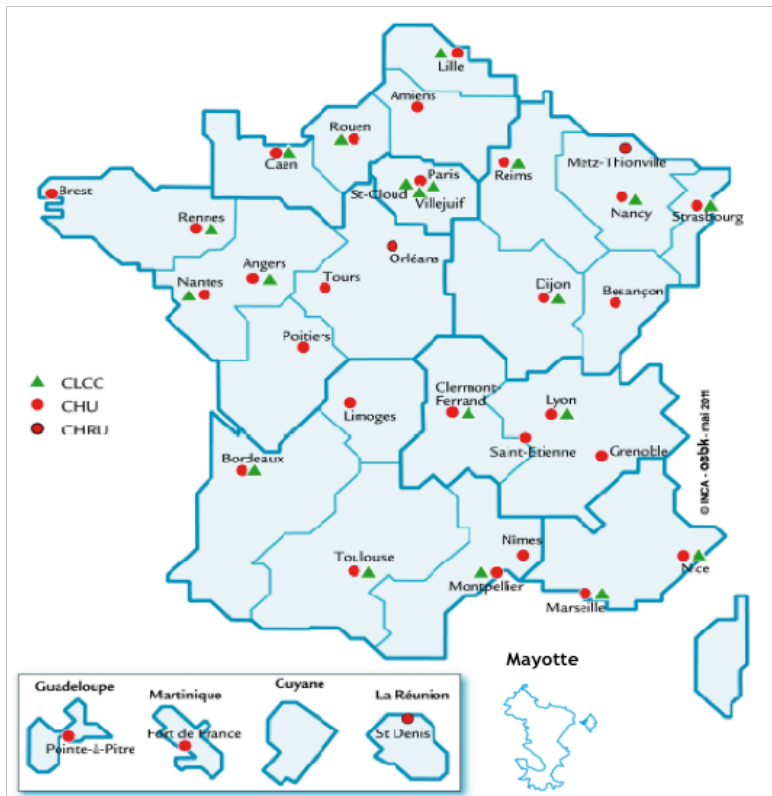 Lille
Amiens
Rouen
Caen
Paris
St-Cloud
Villejuif
Reims
Metz-Thionville
Nancy
Strasbourg
Brest
Rennes
Angers
Nantes
Tours
Orléans
Dijon
Besançon
Poitiers
CLCC
CHU
CHRU
Limoges
Clermont-
Ferrand
Lyon
Saint-Etienne
Grenoble
© INCA - osbk - mai 2011
Bordeaux
Toulouse
Nîmes
Montpellier
Marseille
Nice
Guadeloupe
Pointe-à-Pitre
Martinique
Fort de France
Guyane
La Réunion
St Denis
Mayotte